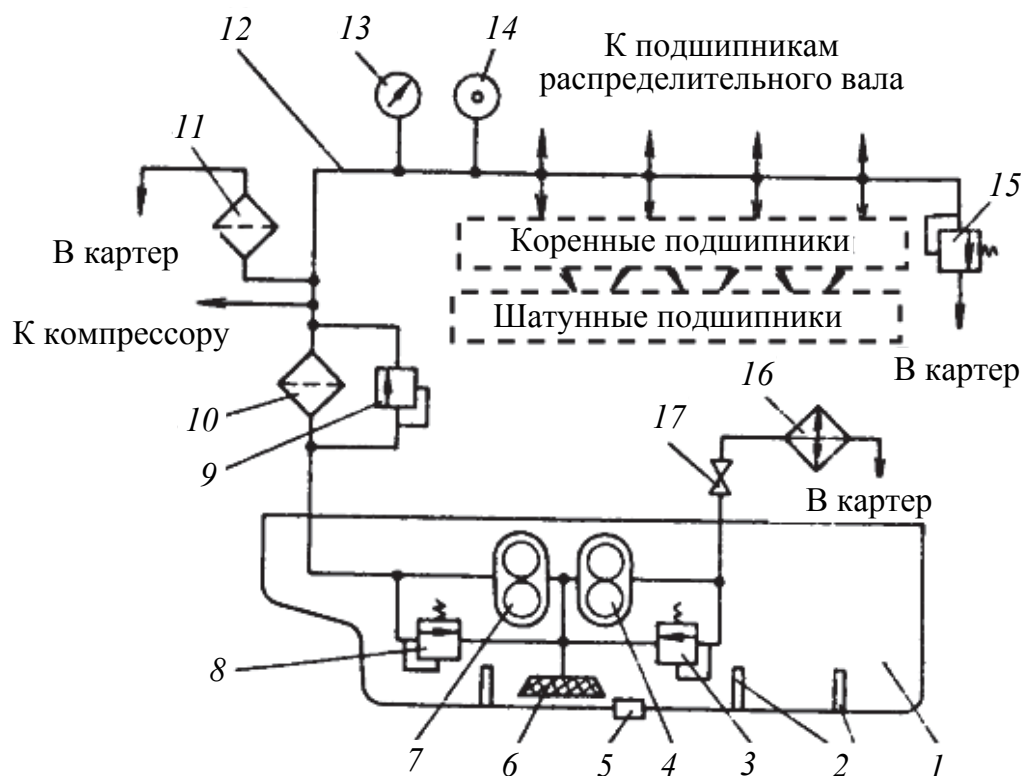 12
13
14
К подшипникам
распределительного вала
11
15
В картер
Коренные подшипники
К компрессору
Шатунные подшипники
В картер
10
9
16
17
В картер
8
7
6
5
4
3
2
1